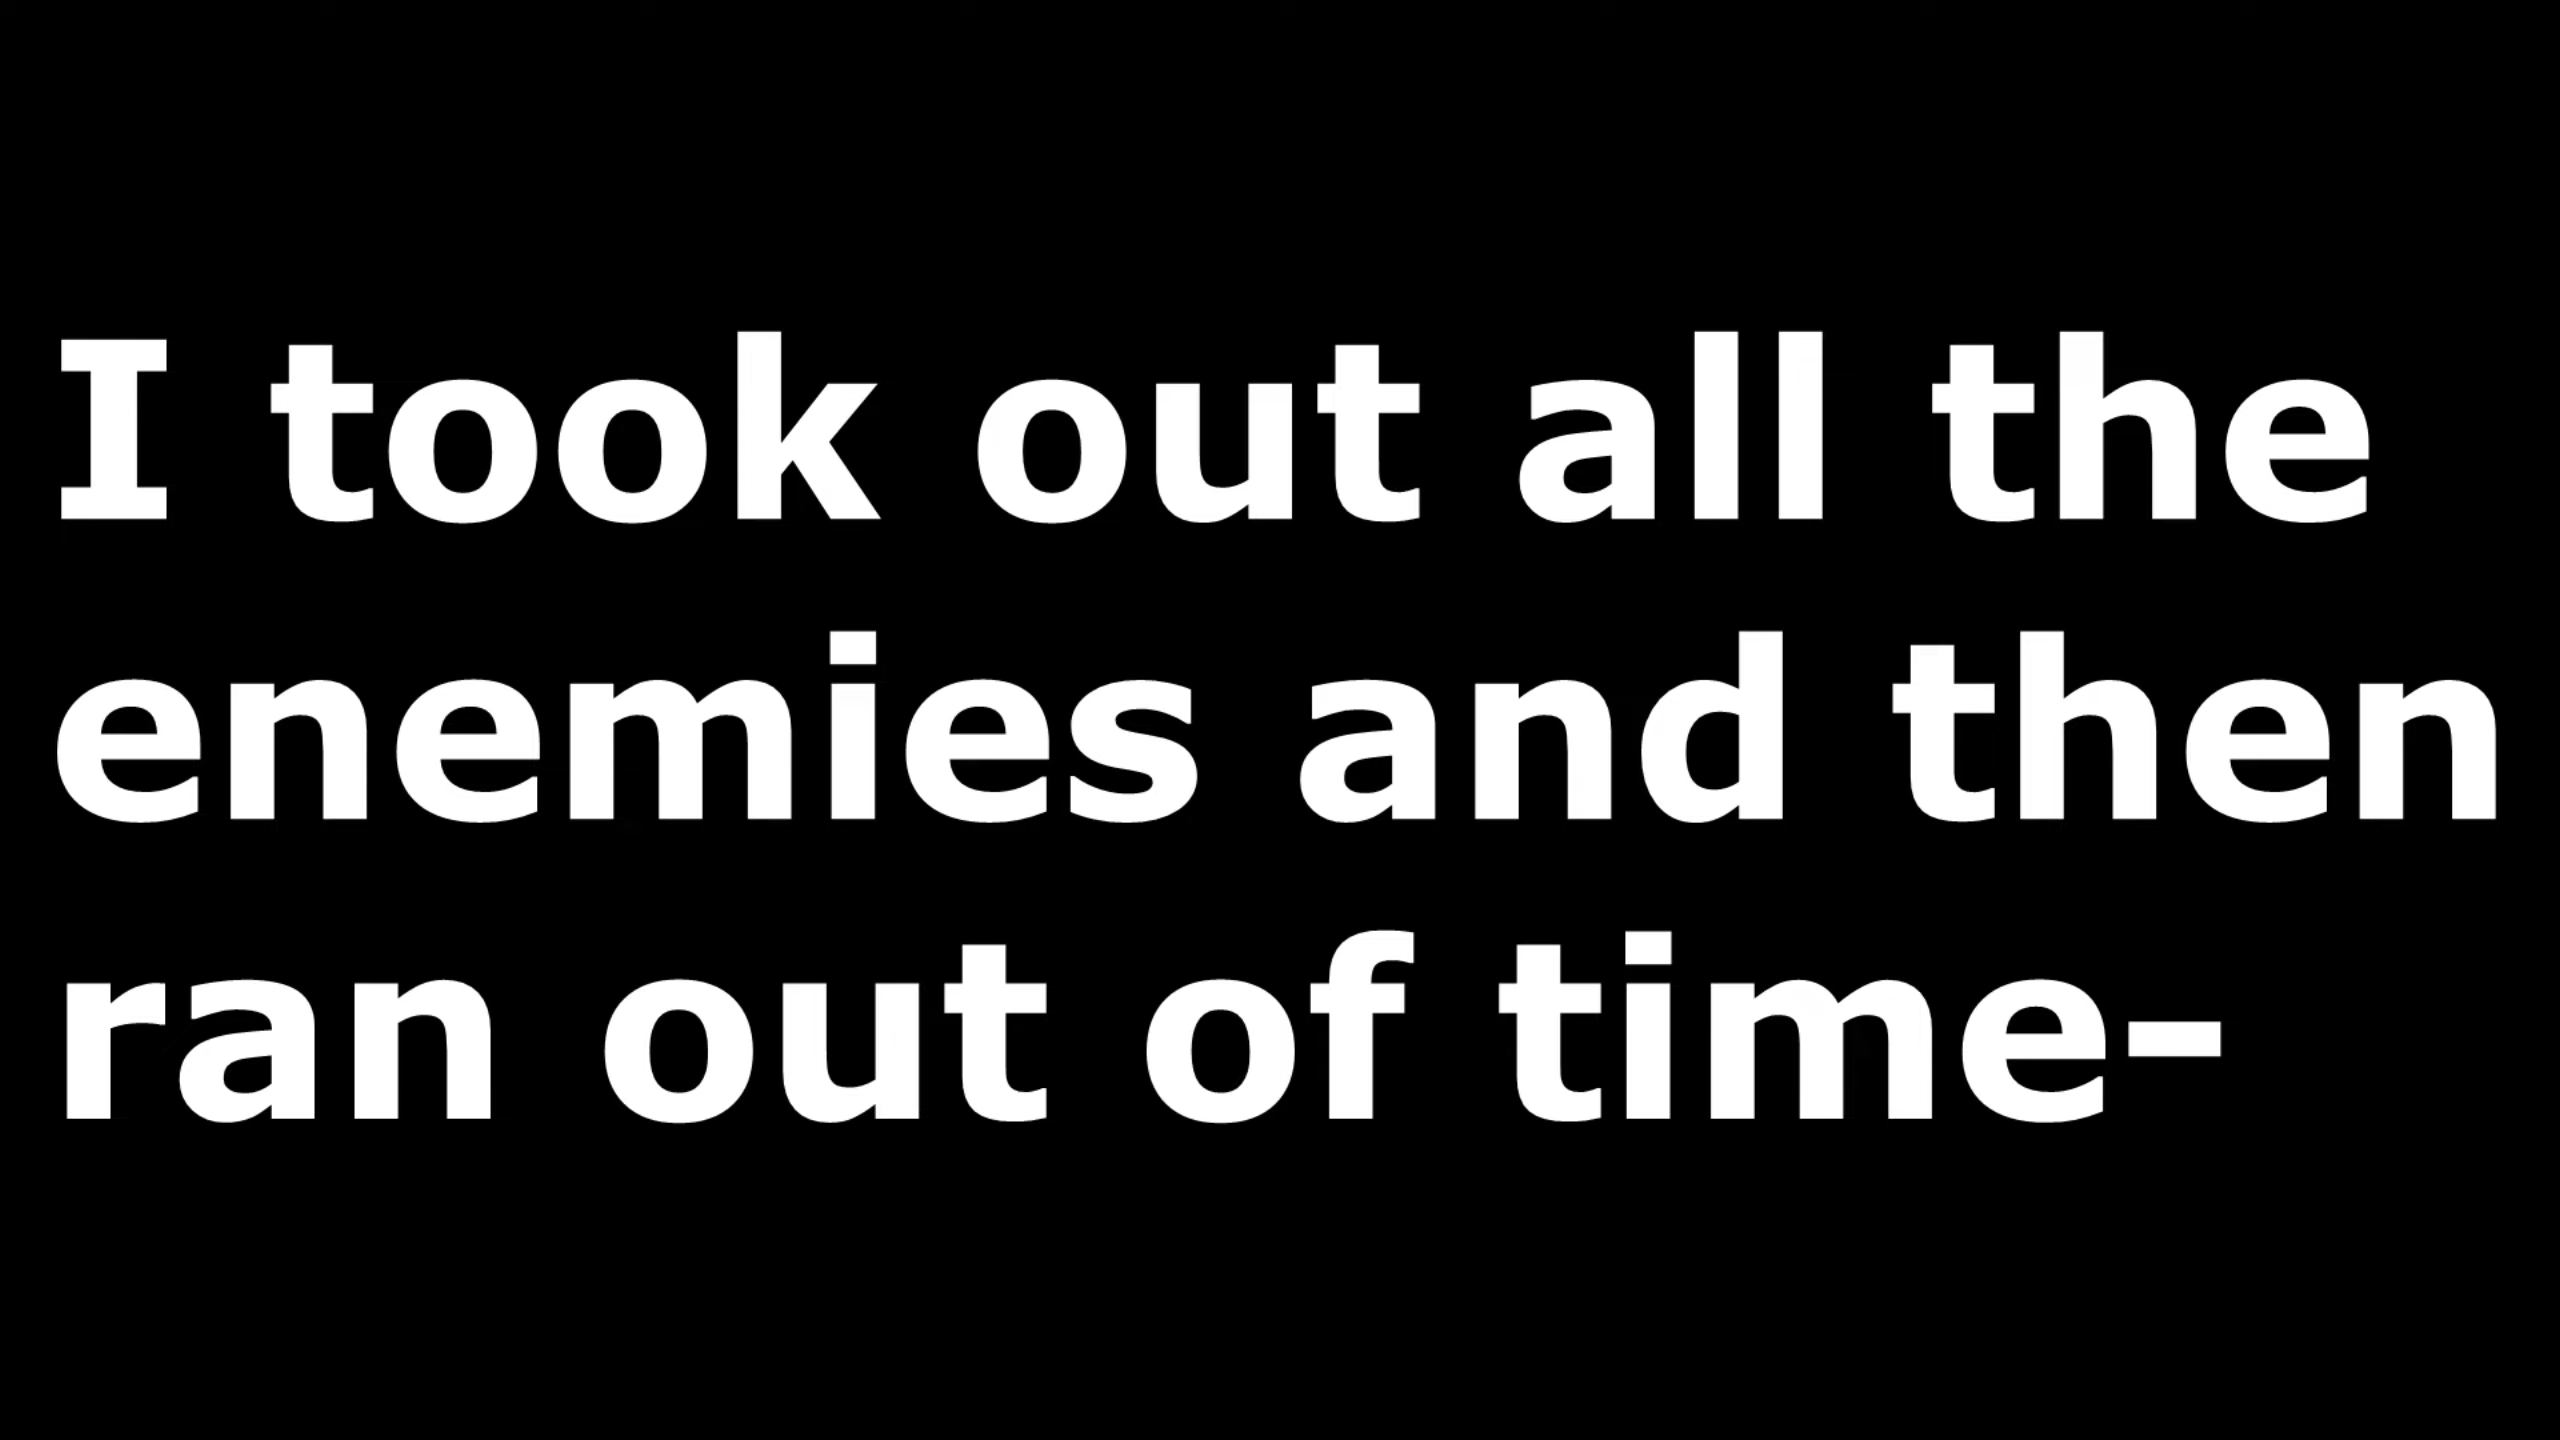 I took out all the
enemies and then
ran out of time-